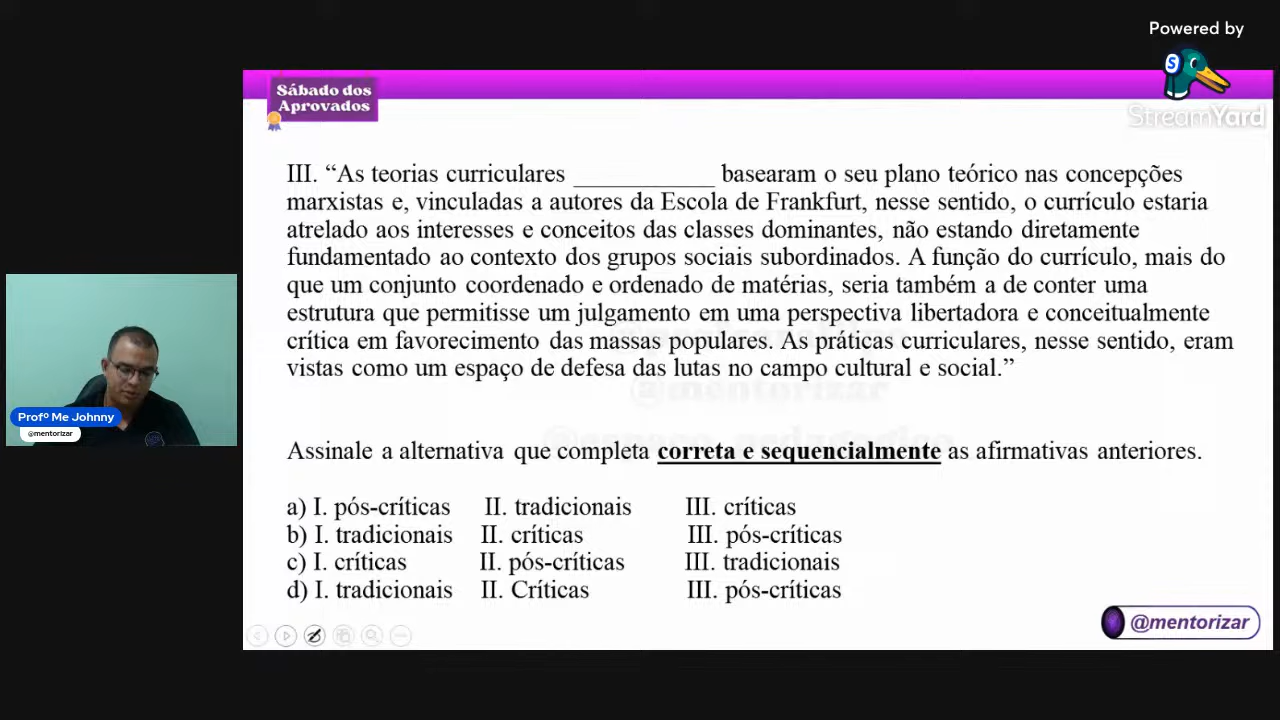 Powered by
StreamYard
Sábado dos
Aprovados
III. “As teorias curriculares ___________ basearam o seu plano teórico nas concepções
marxistas e, vinculadas a autores da Escola de Frankfurt, nesse sentido, o currículo estaria
atrelado aos interesses e conceitos das classes dominantes, não estando diretamente
fundamentado ao contexto dos grupos sociais subordinados. A função do currículo, mais do
que um conjunto coordenado e ordenado de matérias, seria também a de conter uma
estrutura que permitisse um julgamento em uma perspectiva libertadora e conceitualmente
crítica em favorecimento das massas populares. As práticas curriculares, nesse sentido, eram
vistas como um espaço de defesa das lutas no campo cultural e social.”
@mentorizar
Assinale a alternativa que completa correta e sequencialmente as afirmativas anteriores.
a) I. pós-críticas II. tradicionais III. críticas
b) I. tradicionais II. críticas III. pós-críticas
c) I. críticas II. pós-críticas III. tradicionais
d) I. tradicionais II. Críticas III. pós-críticas
Profº Me Johnny
@mentorizar
@mentorizar